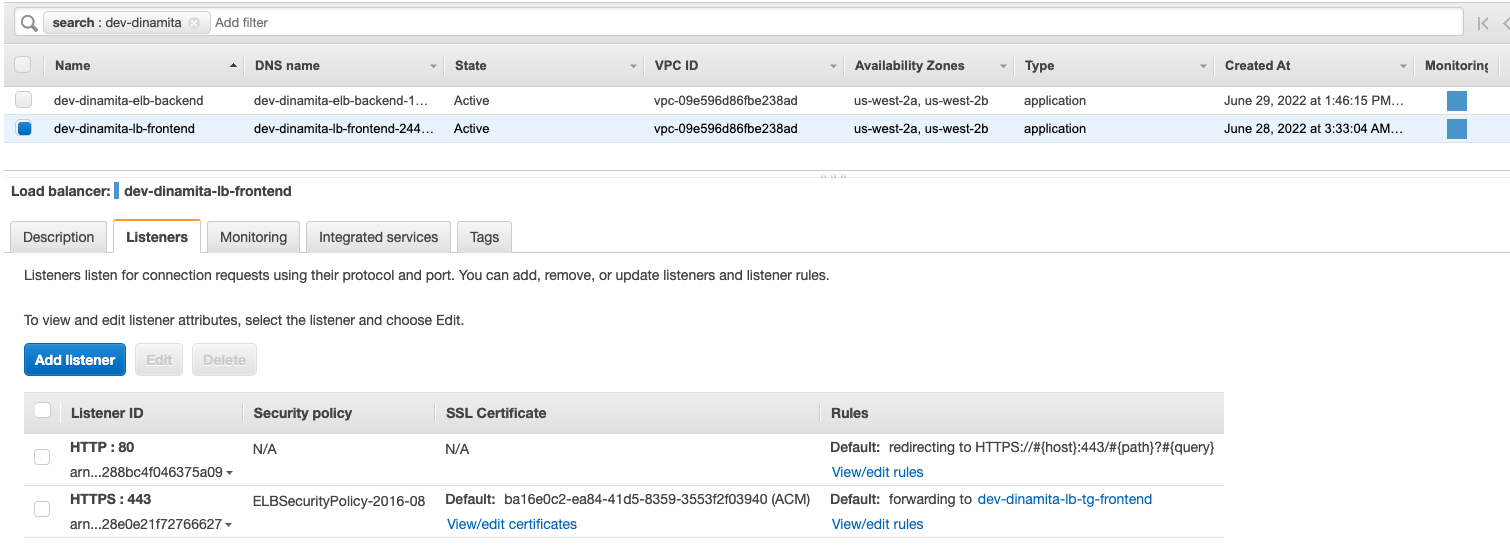 search : dev-dinamita Add filter
Name DNS name State VPC ID Availability Zones Type Created At Monitoring
dev-dinamita-elb-backend dev-dinamita-elb-backend-1... Active vpc-09e596d86fbe238ad us-west-2a, us-west-2b application June 29, 2022 at 1:46:15 PM...
dev-dinamita-lb-frontend dev-dinamita-lb-frontend-244... Active vpc-09e596d86fbe238ad us-west-2a, us-west-2b application June 28, 2022 at 3:33:04 AM...
Load balancer: dev-dinamita-lb-frontend
Description Listeners Monitoring Integrated services Tags
Listeners listen for connection requests using their protocol and port. You can add, remove, or update listeners and listener rules.
To view and edit listener attributes, select the listener and choose Edit.
Add listener Edit Delete
Listener ID Security policy SSL Certificate Rules
HTTP : 80 N/A N/A Default: redirecting to HTTPS://#{host}:443/#{path}?#{query}
arn...288bc4f046375a09 View/edit rules
HTTPS : 443 ELBSecurityPolicy-2016-08 Default: ba16e0c2-ea84-41d5-8359-3553f2f03940 (ACM) Default: forwarding to dev-dinamita-lb-tg-frontend
arn...28e0e21f72766627 View/edit certificates View/edit rules